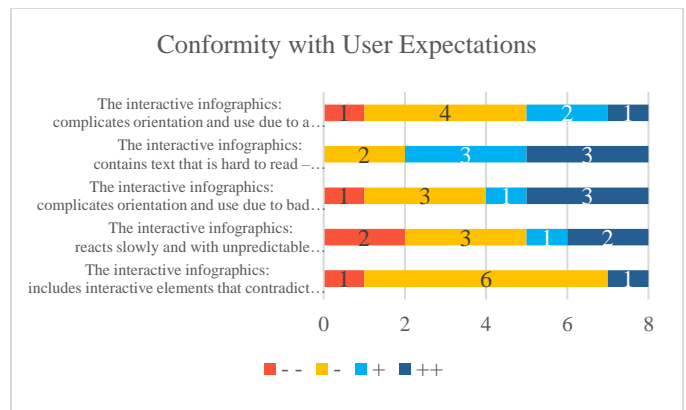 Conformity with User Expectations
The interactive infographics:
complicates orientation and use due to a…
1 4 2 1
The interactive infographics:
contains text that is hard to read –…
2 3 3
The interactive infographics:
complicates orientation and use due to bad…
1 3 1 3
The interactive infographics:
reacts slowly and with unpredictable…
2 3 1 2
The interactive infographics:
includes interactive elements that contradict…
1 6 1
0 2 4 6 8
- - - + ++